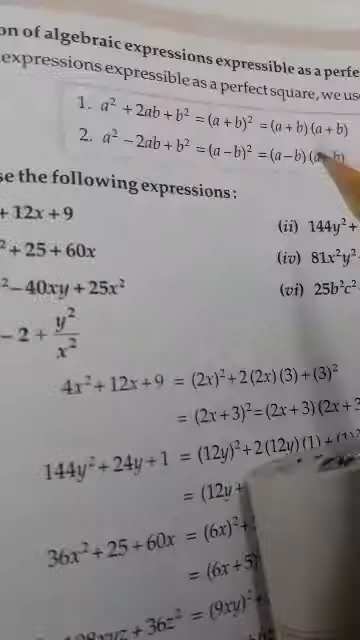 on of algebraic expressions expressible as a perfe
expressions expressible as a perfect square, we us
1. a² + 2ab + b² = (a + b)² = (a + b) (a + b)
2. a² − 2ab + b² = (a − b)² = (a − b) (a b)
se the following expressions :
+ 12x + 9
(ii) 144y² +
² + 25 + 60x
(iv) 81x²y²
² − 40xy + 25x²
(vi) 25b²c²
− 2 + y²/x²
4x² + 12x + 9 = (2x)² + 2 (2x) (3) + (3)²
= (2x + 3)² = (2x + 3) (2x + 3
144y² + 24y + 1 = (12y)² + 2 (12y) (1) + (1)²
= (12y +
36x² + 25 + 60x = (6x)² +
= (6x + 5)
+ 36z² = (9xy)² +